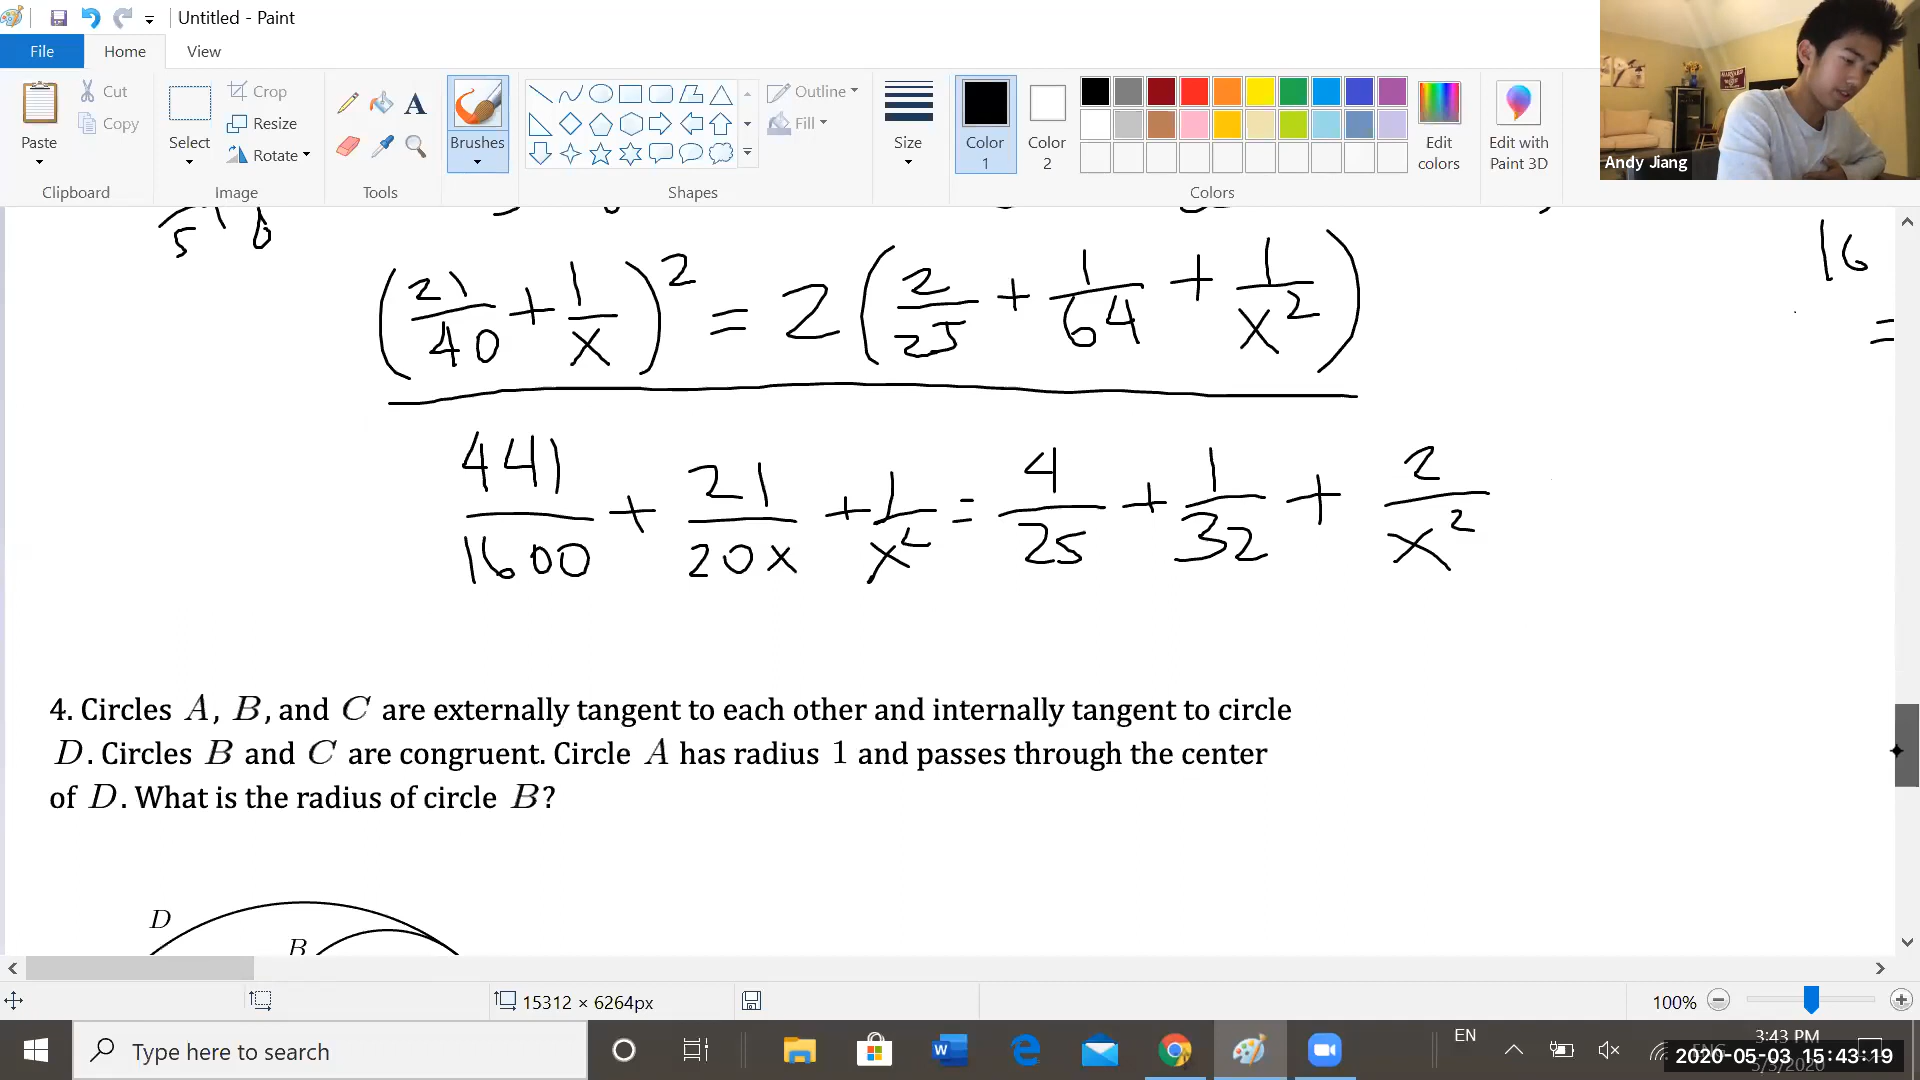 Untitled - Paint
File Home View
Paste Cut Copy Clipboard
Select Crop Resize Rotate Image
Tools
Brushes
Outline Fill Shapes
Size
Color 1
Color 2
Edit colors
Edit with Paint 3D
Colors
Andy Jiang
5 8
16
=
(21/40 + 1/x)^2 = 2(2/25 + 1/64 + 1/x^2)
441/1600 + 21/20x + 1/x^2 = 4/25 + 1/32 + 2/x^2
4. Circles A, B, and C are externally tangent to each other and internally tangent to circle
D. Circles B and C are congruent. Circle A has radius 1 and passes through the center
of D. What is the radius of circle B?
D
B
15312 × 6264px
100%
Type here to search
EN
3:43 PM
2020-05-03 15:43:19